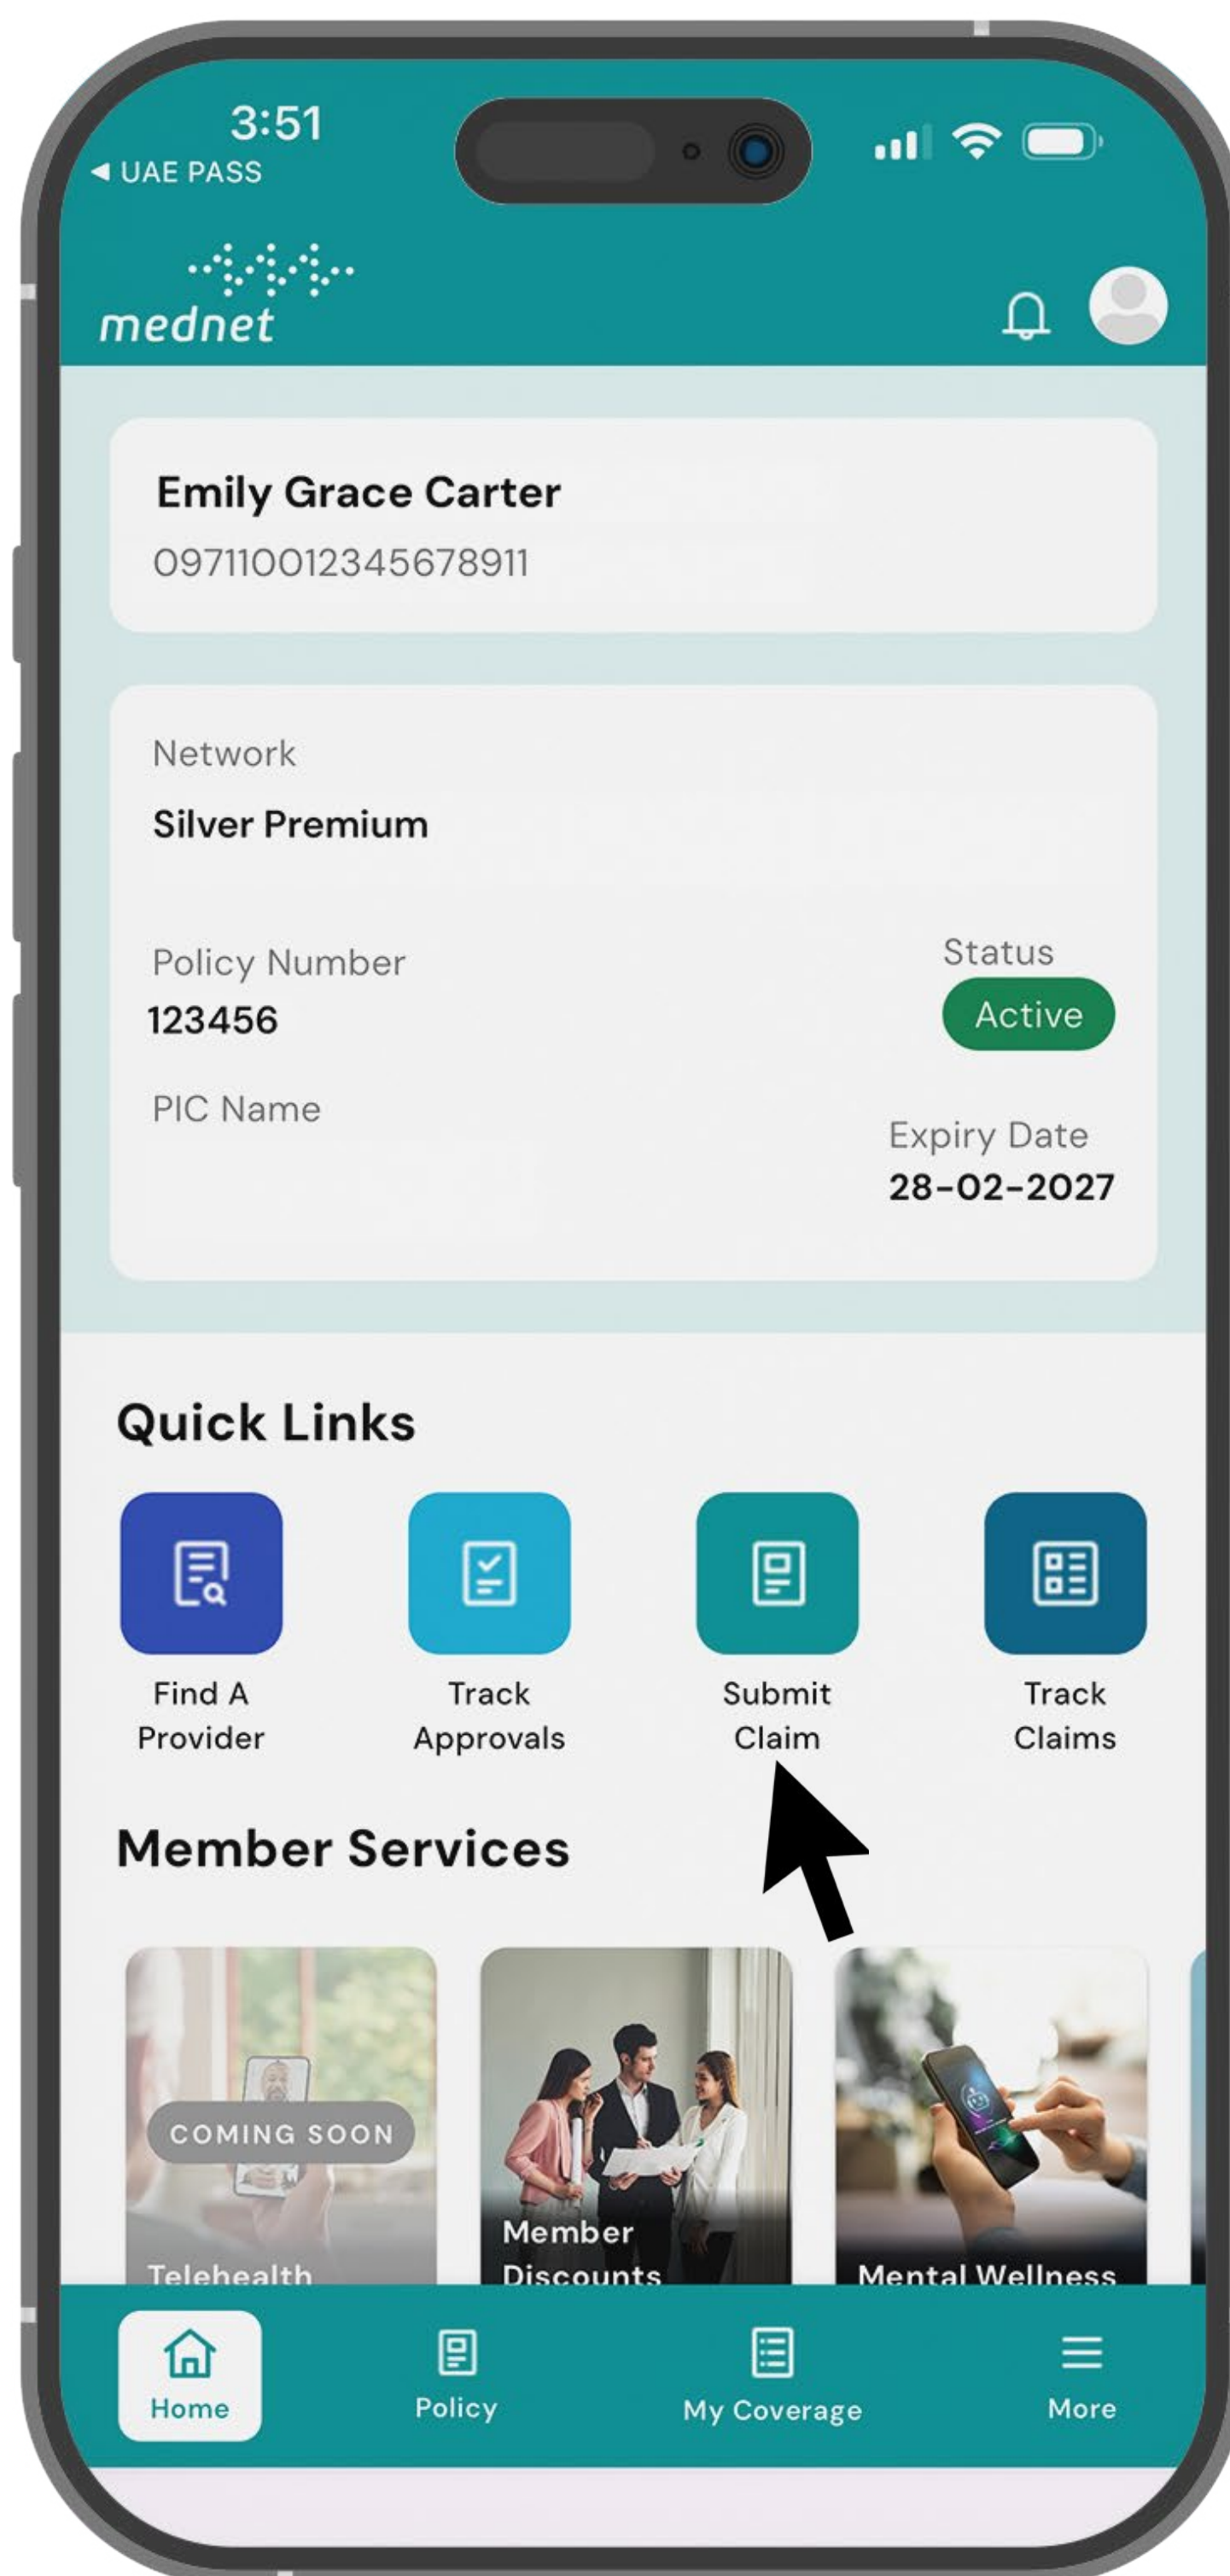 3:51
◀ UAE PASS
mednet
Emily Grace Carter
097110012345678911
Network
Silver Premium
Policy Number
123456
Status
Active
PIC Name
Expiry Date
28-02-2027
Quick Links
Find A
Provider
Track
Approvals
Submit
Claim
Track
Claims
Member Services
COMING SOON
Telehealth
Member
Discounts
Mental Wellness
Home
Policy
My Coverage
More